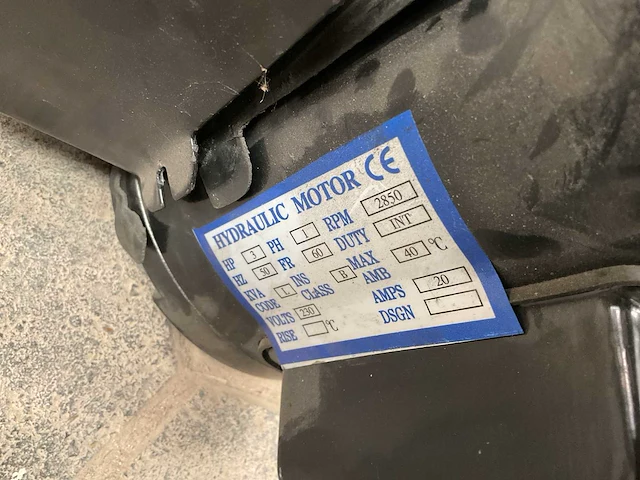 HYDRAULIC MOTOR CE
HP 3 PH 1 RPM 2850
HZ 50 FR 60 DUTY INT
KVA CODE L INS CLASS B MAX AMB 40 °C
VOLTS 230 AMPS 20
RISE °C DSGN